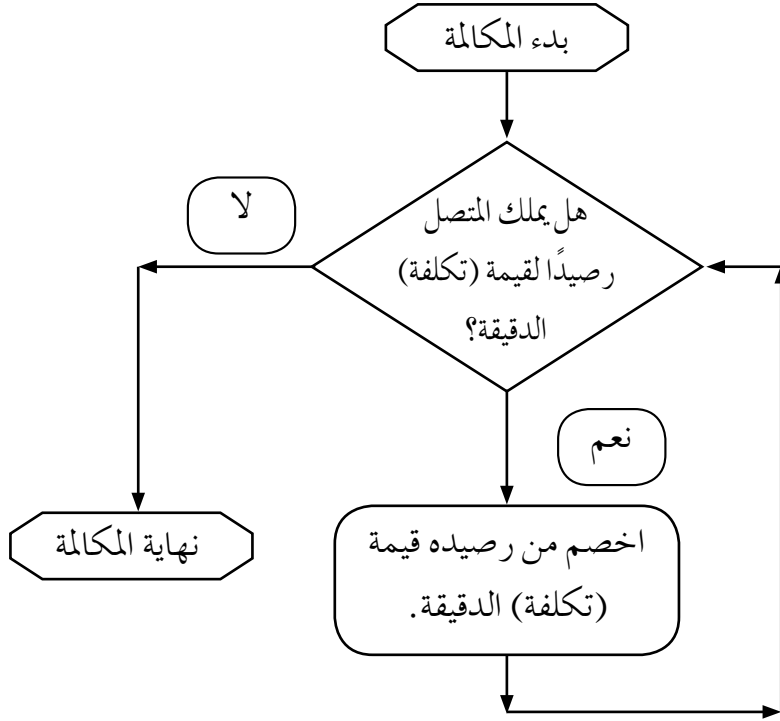 بدء المكالمة
هل يملك المتصل
رصيدًا لقيمة (تكلفة)
الدقيقة؟
لا
نعم
اخصم من رصيده قيمة
(تكلفة) الدقيقة.
نهاية المكالمة